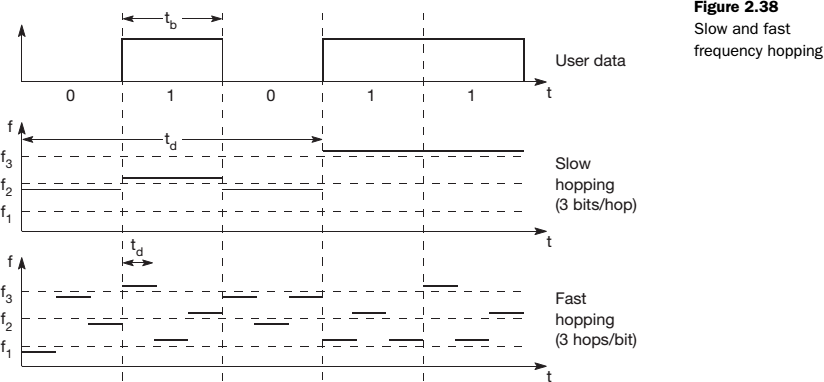 Figure 2.38
Slow and fast
frequency hopping
t_b
User data
0 1 0 1 1 t
f
t_d
f_3
f_2
f_1
Slow
hopping
(3 bits/hop)
t
t_d
f
f_3
f_2
f_1
Fast
hopping
(3 hops/bit)
t